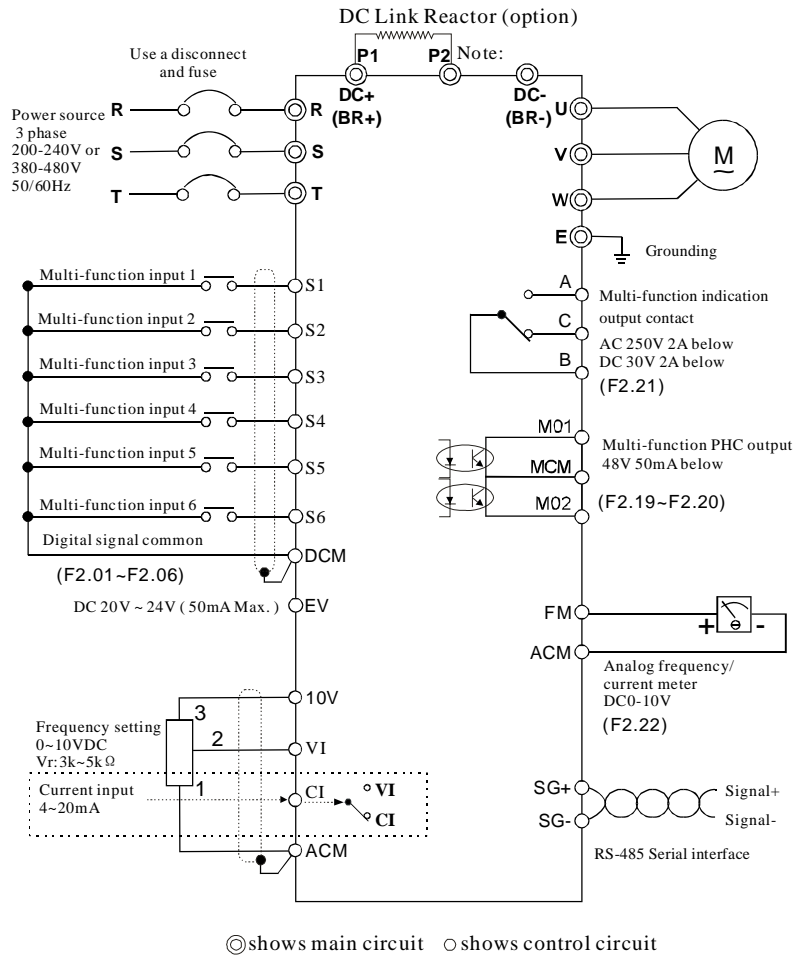 DC Link Reactor (option)
P1
P2
Note:
Use a disconnect
and fuse
DC+
(BR+)
DC-
(BR-)
Power source
3 phase
200-240V or
380-480V
50/60Hz
R
R
S
S
T
T
U
V
W
E
M
~
Grounding
Multi-function input 1
S1
Multi-function input 2
S2
Multi-function input 3
S3
Multi-function input 4
S4
Multi-function input 5
S5
Multi-function input 6
S6
Digital signal common
DCM
(F2.01~F2.06)
DC 20V ~ 24V ( 50mA Max. )
EV
A
C
B
Multi-function indication
output contact
AC 250V 2A below
DC 30V 2A below
(F2.21)
M01
MCM
M02
Multi-function PHC output
48V 50mA below
(F2.19~F2.20)
FM
ACM
+
-
Analog frequency/
current meter
DC0-10V
(F2.22)
10V
3
Frequency setting
0~10VDC
Vr:3k~5kΩ
2
VI
1
Current input
4~20mA
CI
VI
CI
ACM
SG+
SG-
Signal+
Signal-
RS-485 Serial interface
shows main circuit
shows control circuit